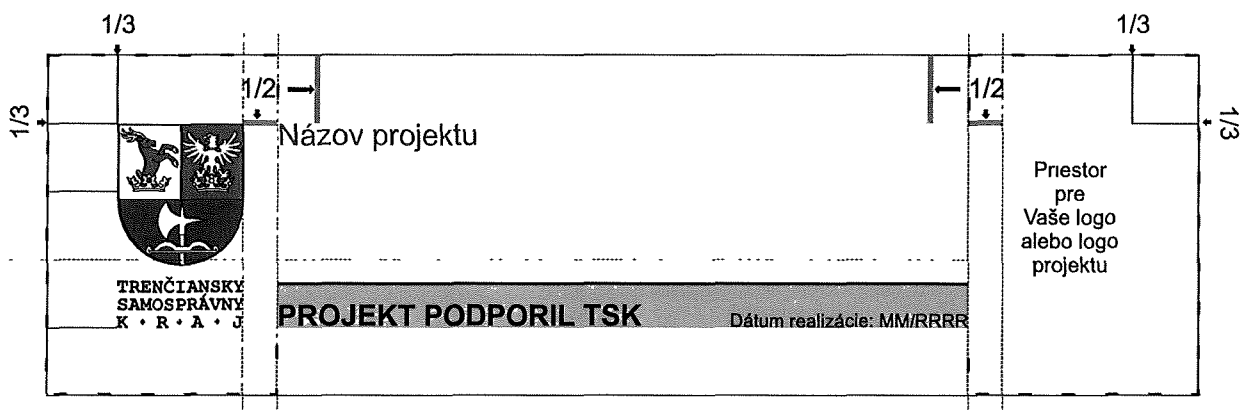 1/3
1/3
1/2
1/2
1/3
1/3
Názov projektu
Priestor
pre
Vaše logo
alebo logo
projektu
TRENČIANSKY
SAMOSPRÁVNY
K • R • A • J
PROJEKT PODPORIL TSK
Dátum realizácie: MM/RRRR